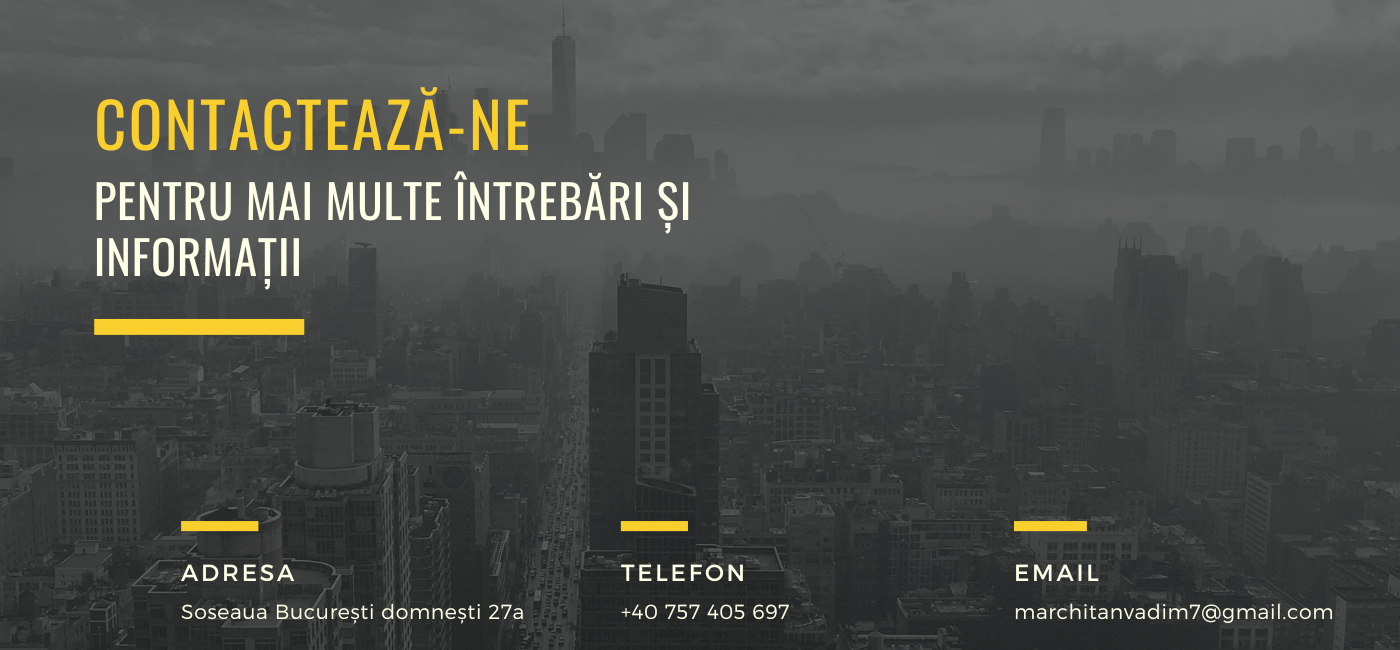 CONTACTEAZĂ-NE
PENTRU MAI MULTE ÎNTREBĂRI ȘI
INFORMAȚII
ADRESA
Soseaua București domnești 27a
TELEFON
+40 757 405 697
EMAIL
marchitanvadim7@gmail.com